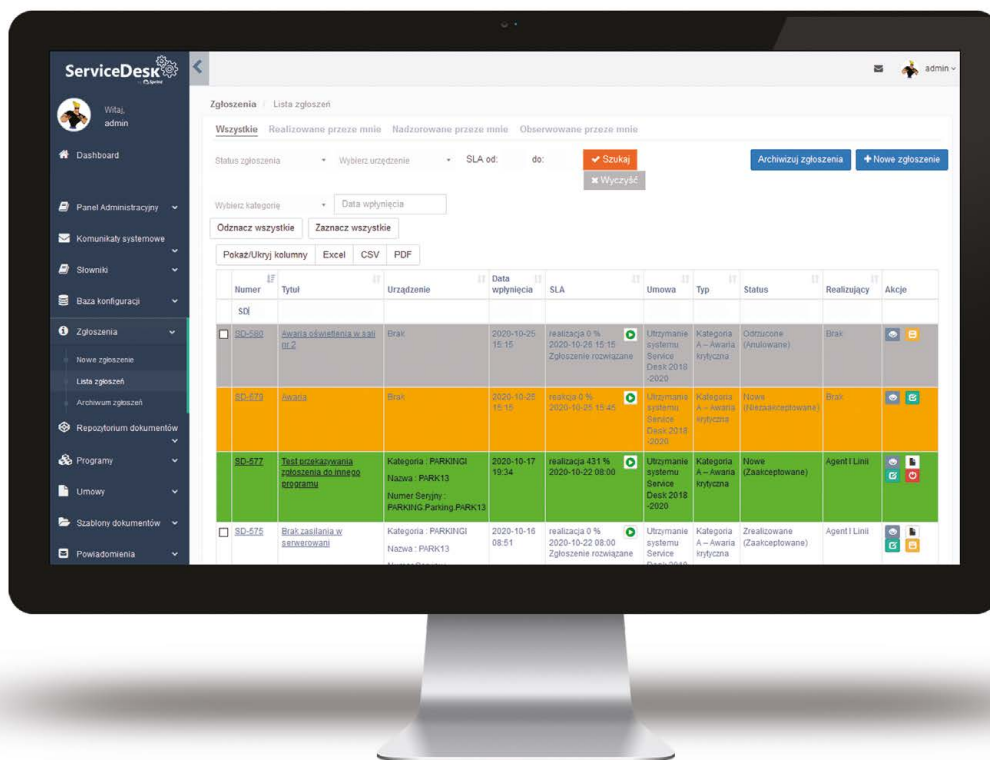 ServiceDesk
Sprint
Witaj,
admin
admin
Dashboard
Panel Administracyjny
Komunikaty systemowe
Słowniki
Baza konfiguracji
Zgłoszenia
Nowe zgłoszenie
Lista zgłoszeń
Archiwum zgłoszeń
Repozytorium dokumentów
Programy
Umowy
Szablony dokumentów
Powiadomienia
Zgłoszenia / Lista zgłoszeń
Wszystkie Realizowane przeze mnie Nadzorowane przeze mnie Obserwowane przeze mnie
Status zgłoszenia Wybierz urządzenie SLA od: do: Szukaj Archiwizuj zgłoszenia + Nowe zgłoszenie
Wyczyść
Wybierz kategorię Data wpłynięcia
Odznacz wszystkie Zaznacz wszystkie
Pokaż/Ukryj kolumny Excel CSV PDF
Numer Tytuł Urządzenie Data wpłynięcia SLA Umowa Typ Status Realizujący Akcje
SD
SD-580 Awaria oświetlenia w sali Brak 2020-10-25 realizacja 0 % Utrzymanie Kategoria Odrzucone Brak
nr 2 15:15 2020-10-26 15:15 systemu A – Awaria (Anulowane)
Zgłoszenie rozwiązane Service krytyczna
Desk 2018
-2020
SD-579 Awaria Brak 2020-10-25 reakcja 0 % Utrzymanie Kategoria Nowe Brak
15:15 2020-10-25 15:45 systemu A – Awaria (Niezaakceptowane)
Service krytyczna
Desk 2018
-2020
SD-577 Test przekazywania Kategoria : PARKINGI 2020-10-17 realizacja 431 % Utrzymanie Kategoria Nowe Agent I Linii
zgłoszenia do innego Nazwa : PARK13 19:34 2020-10-22 08:00 systemu A – Awaria (Zaakceptowane)
programu Numer Seryjny : Service krytyczna
PARKING.Parking.PARK13 Desk 2018
-2020
SD-575 Brak zasilania w Kategoria : PARKINGI 2020-10-16 realizacja 0 % Utrzymanie Kategoria Zrealizowane Agent I Linii
serwerowani Nazwa : PARK13 08:51 2020-10-22 08:00 systemu A – Awaria (Zaakceptowane)
Zgłoszenie rozwiązane Service krytyczna